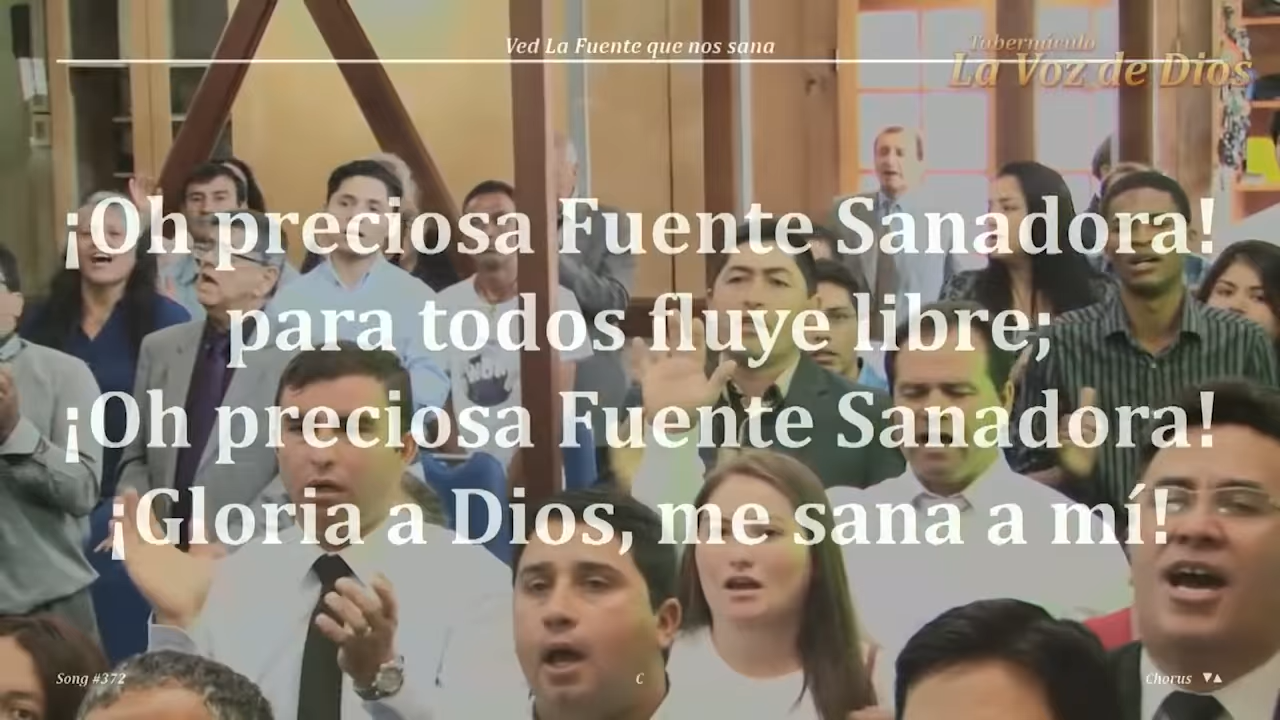 Ved La Fuente que nos sana
Tabernáculo
La Voz de Dios
¡Oh preciosa Fuente Sanadora!
para todos fluye libre;
¡Oh preciosa Fuente Sanadora!
¡Gloria a Dios, me sana a mí!
Song #372
C
Chorus ▼▲